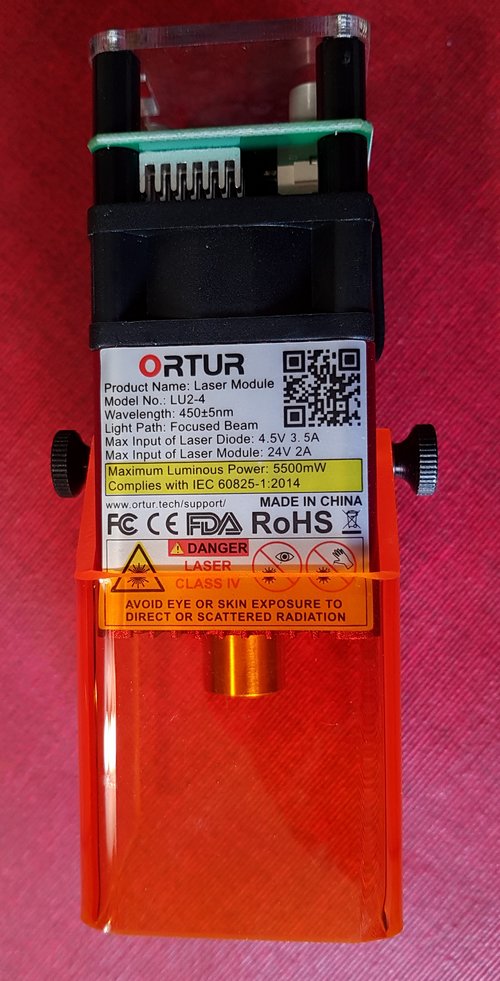 ORTUR
Product Name: Laser Module
Model No.: LU2-4
Wavelength: 450±5nm
Light Path: Focused Beam
Max Input of Laser Diode: 4.5V 3.5A
Max Input of Laser Module: 24V 2A
Maximum Luminous Power: 5500mW
Complies with IEC 60825-1:2014
www.ortur.tech/support/ MADE IN CHINA
FC CE FDA RoHS
DANGER
LASER
CLASS IV
AVOID EYE OR SKIN EXPOSURE TO
DIRECT OR SCATTERED RADIATION